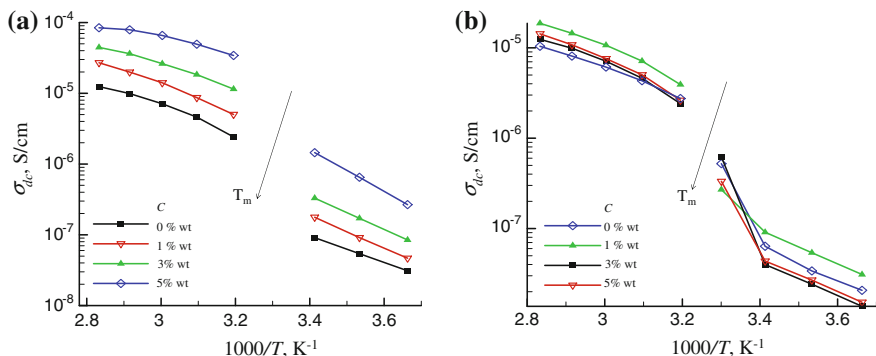 (a)
10⁻⁴
10⁻⁵
10⁻⁶
10⁻⁷
10⁻⁸
σdc, S/cm
Tm
C
0 % wt
1 % wt
3% wt
5% wt
2.8 3 3.2 3.4 3.6
1000/T, K⁻¹
(b)
10⁻⁵
10⁻⁶
10⁻⁷
σdc, S/cm
Tm
C
0 % wt
1 % wt
3% wt
5% wt
2.8 3 3.2 3.4 3.6
1000/T, K⁻¹